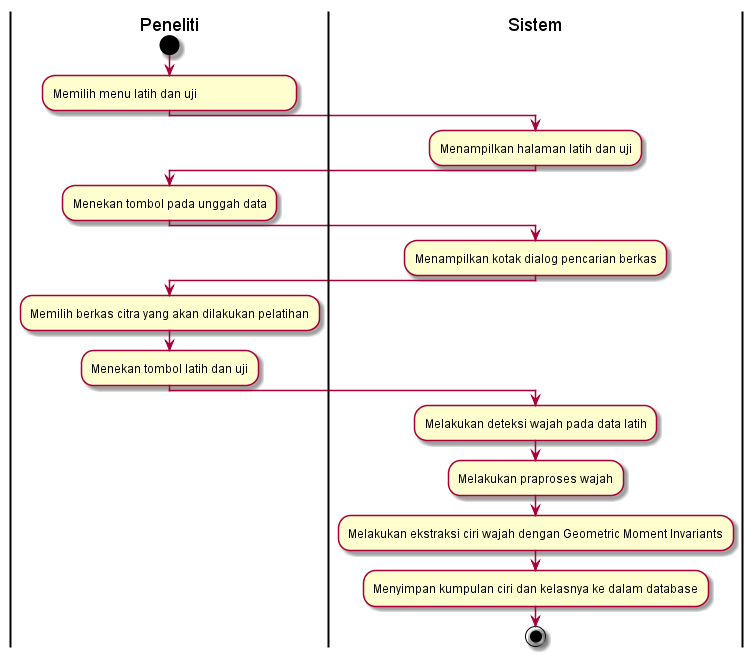 Peneliti
Sistem
Memilih menu latih dan uji
Menampilkan halaman latih dan uji
Menekan tombol pada unggah data
Menampilkan kotak dialog pencarian berkas
Memilih berkas citra yang akan dilakukan pelatihan
Menekan tombol latih dan uji
Melakukan deteksi wajah pada data latih
Melakukan praproses wajah
Melakukan ekstraksi ciri wajah dengan Geometric Moment Invariants
Menyimpan kumpulan ciri dan kelasnya ke dalam database